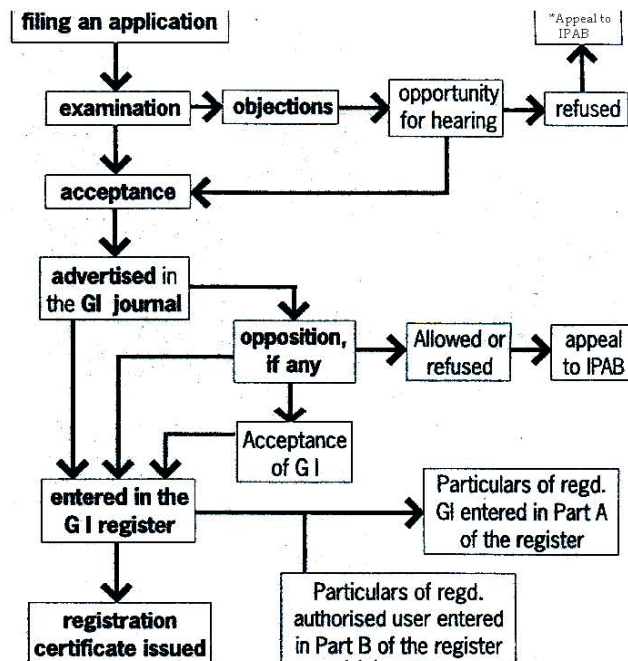 filing an application
*Appeal to
IPAB
examination
objections
opportunity
for hearing
refused
acceptance
advertised in
the GI journal
opposition,
if any
Allowed or
refused
appeal
to IPAB
Acceptance
of G I
entered in the
G I register
Particulars of regd.
GI entered in Part A
of the register
registration
certificate issued
Particulars of regd.
authorised user entered
in Part B of the register